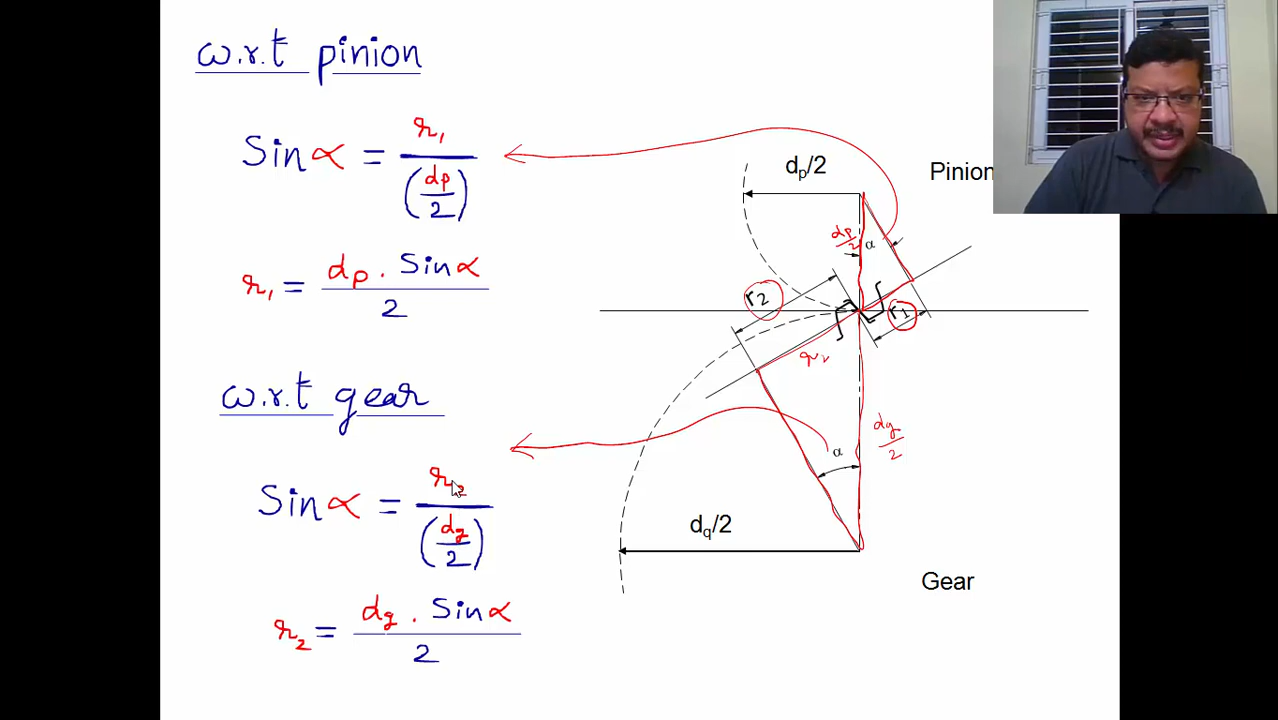 w.r.t pinion
Sin α = r₁ / (dp/2)
r₁ = dp . Sin α / 2
w.r.t gear
Sin α = r₂ / (dg/2)
r₂ = dg . Sin α / 2
dp/2
Pinion
dp/2
α
r₂
r₁
r₂
dg/2
α
dq/2
Gear